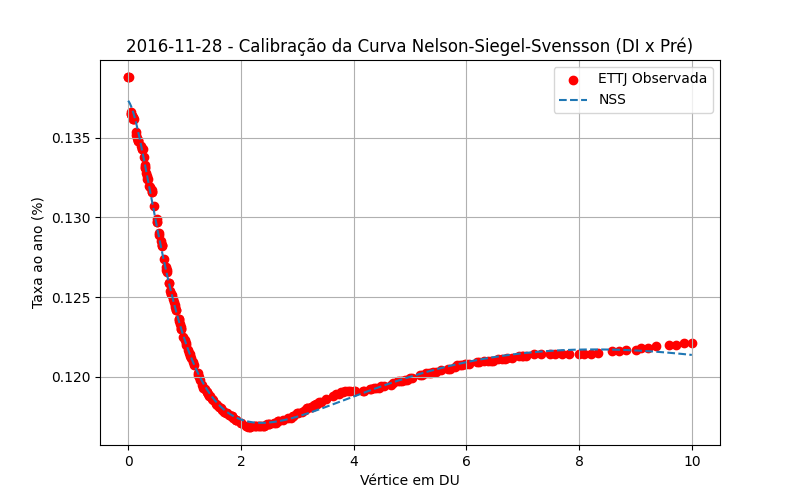 2016-11-28 - Calibração da Curva Nelson-Siegel-Svensson (DI x Pré)
ETTJ Observada
NSS
Taxa ao ano (%)
0.135
0.130
0.125
0.120
0 2 4 6 8 10
Vértice em DU